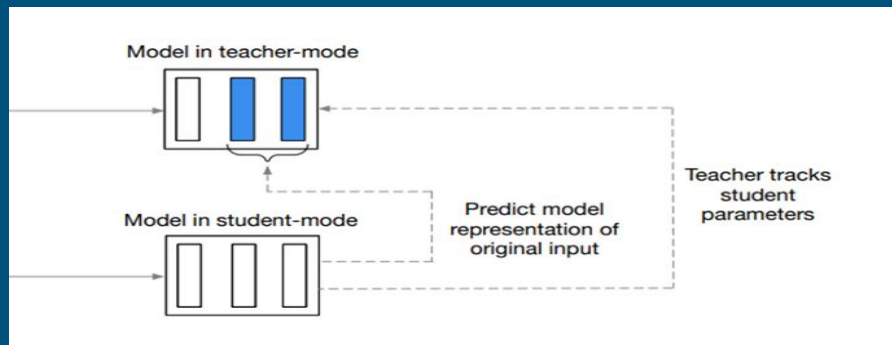 Model in teacher-mode
Model in student-mode
Predict model
representation of
original input
Teacher tracks
student
parameters